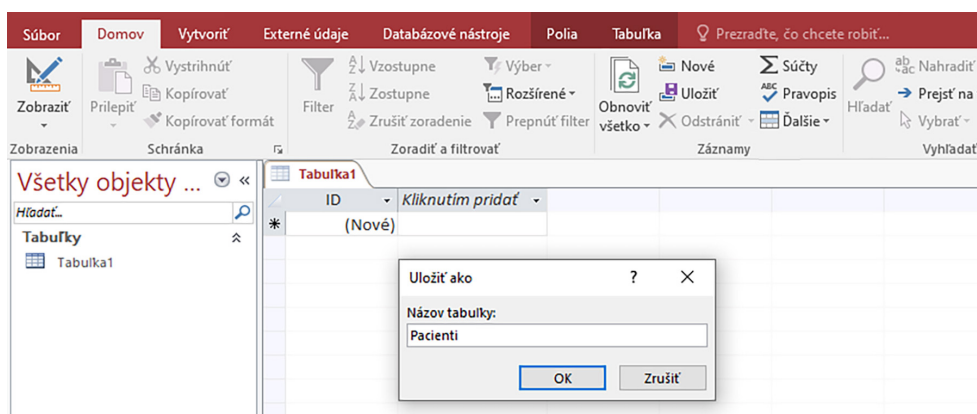 Súbor Domov Vytvoriť Externé údaje Databázové nástroje Polia Tabuľka Prezraďte, čo chcete robiť...
Zobraziť
Prilepiť
Vystrihnúť
Kopírovať
Kopírovať formát
Filter
Vzostupne
Zostupne
Zrušiť zoradenie
Výber
Rozšírené
Prepnúť filter
Obnoviť
všetko
Nové
Uložiť
Odstrániť
Súčty
Pravopis
Ďalšie
Hľadať
Nahradiť
Prejsť na
Vybrať
Zobrazenia Schránka Zoradiť a filtrovať Záznamy Vyhľadať
Všetky objekty ...
Hľadať...
Tabuľky
Tabuľka1
Tabuľka1
ID Kliknutím pridať
(Nové)
Uložiť ako
Názov tabuľky:
Pacienti
OK Zrušiť